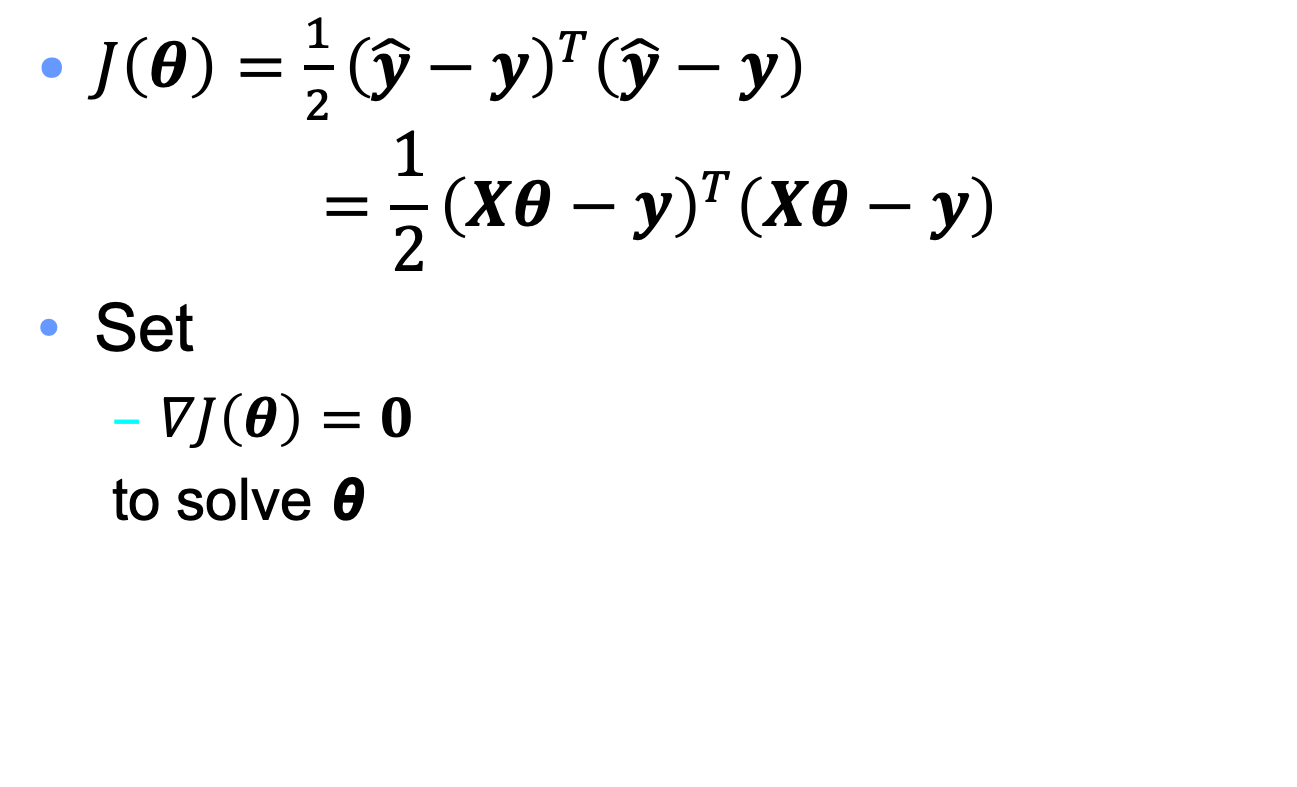 • J(θ) = 1/2 (ŷ − y)ᵀ(ŷ − y)
= 1/2 (Xθ − y)ᵀ(Xθ − y)
• Set
– ∇J(θ) = 0
to solve θ